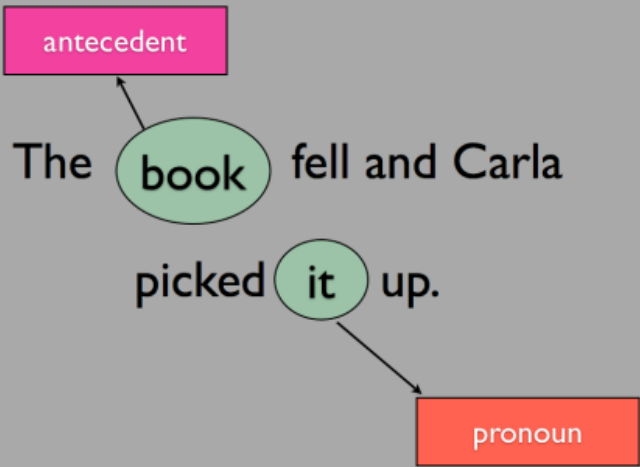 antecedent
The book fell and Carla
picked it up.
pronoun